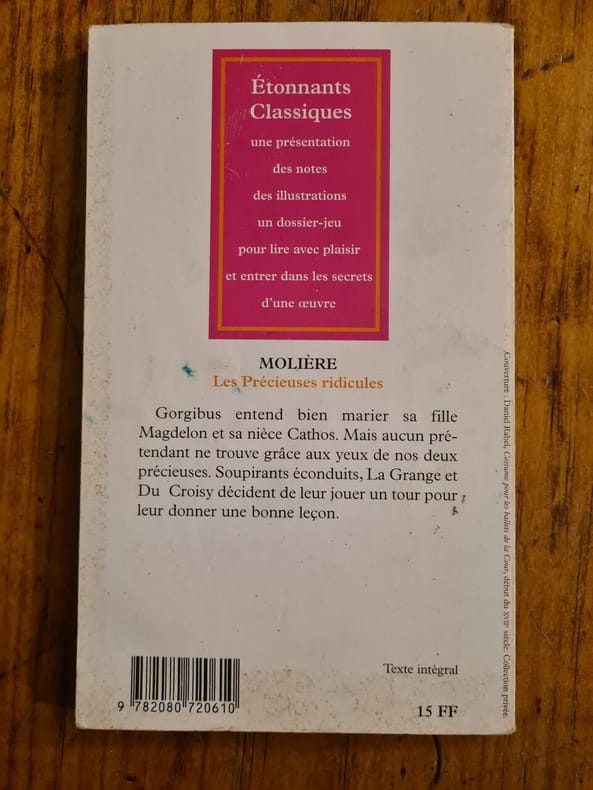 Étonnants
Classiques
une présentation
des notes
des illustrations
un dossier-jeu
pour lire avec plaisir
et entrer dans les secrets
d'une œuvre
MOLIÈRE
Les Précieuses ridicules
Gorgibus entend bien marier sa fille
Magdelon et sa nièce Cathos. Mais aucun pré-
tendant ne trouve grâce aux yeux de nos deux
précieuses. Soupirants éconduits, La Grange et
Du Croisy décident de leur jouer un tour pour
leur donner une bonne leçon.
Couverture : Daniel Rabel, Costume pour les ballets de la Cour, début du XVIIe siècle. Collection privée.
Texte intégral
9 782080 720610
15 FF